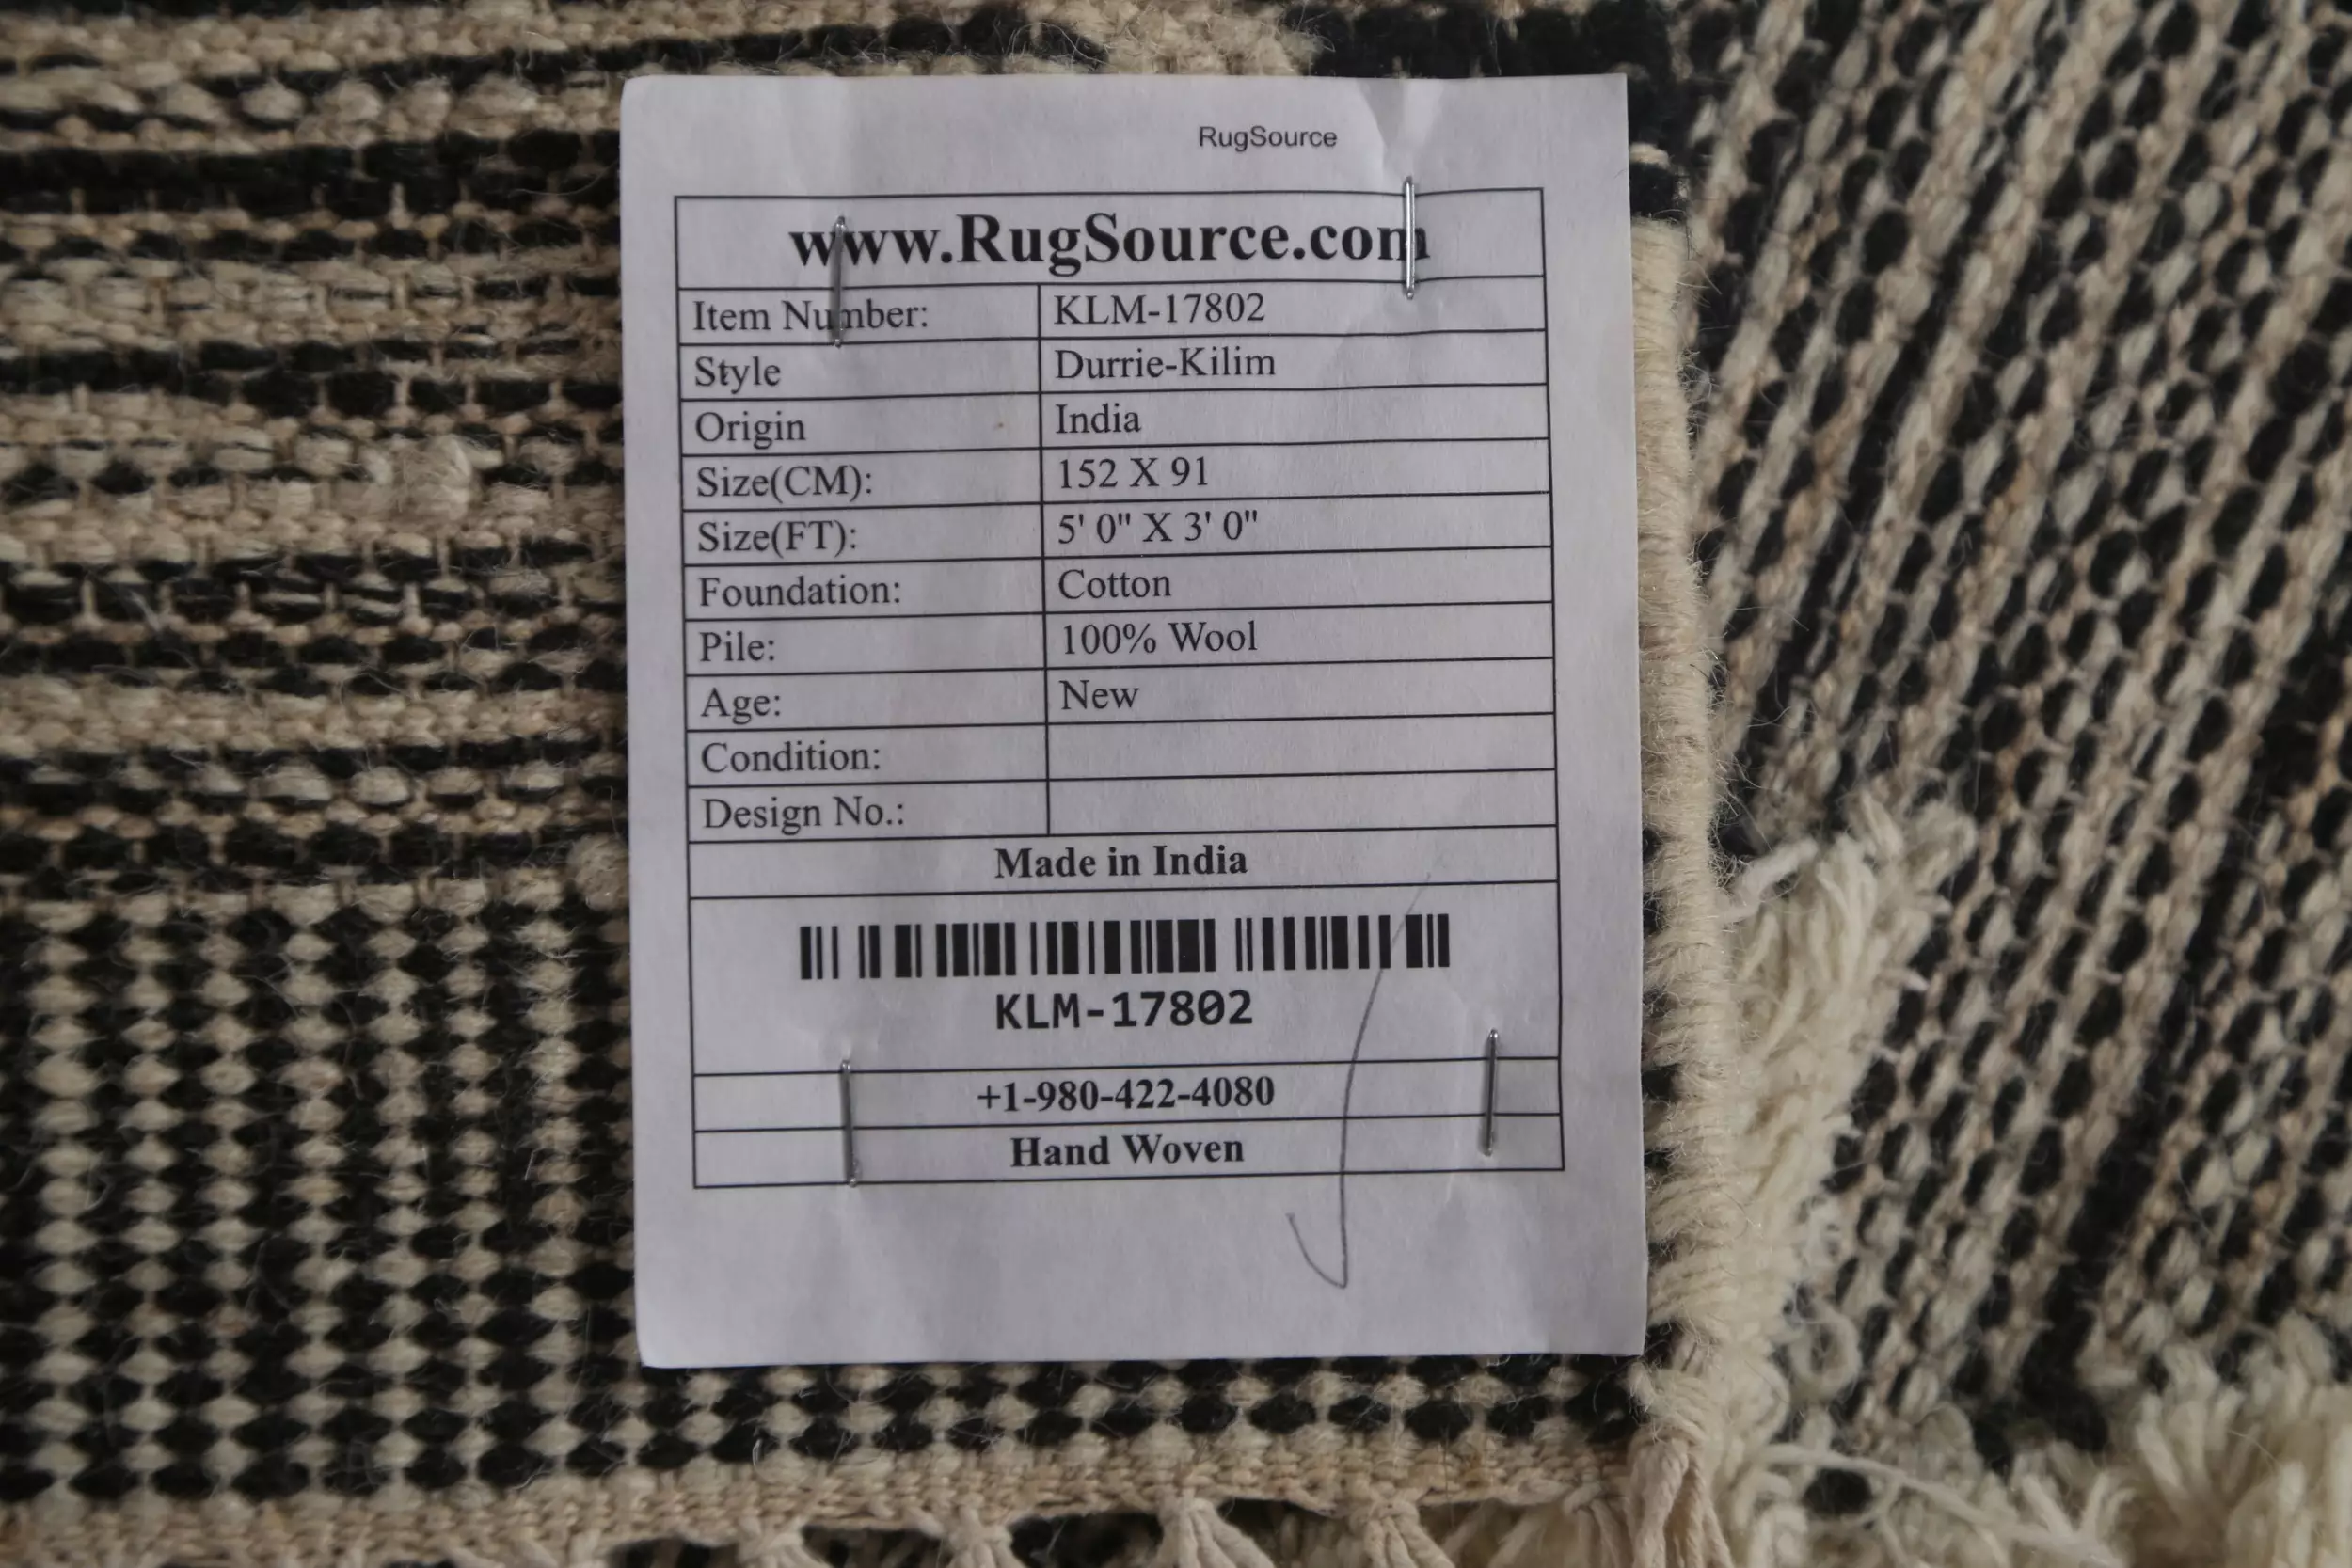 RugSource
www.RugSource.com
Item Number: KLM-17802
Style Durrie-Kilim
Origin India
Size(CM): 152 X 91
Size(FT): 5' 0" X 3' 0"
Foundation: Cotton
Pile: 100% Wool
Age: New
Condition:
Design No.:
Made in India
KLM-17802
+1-980-422-4080
Hand Woven